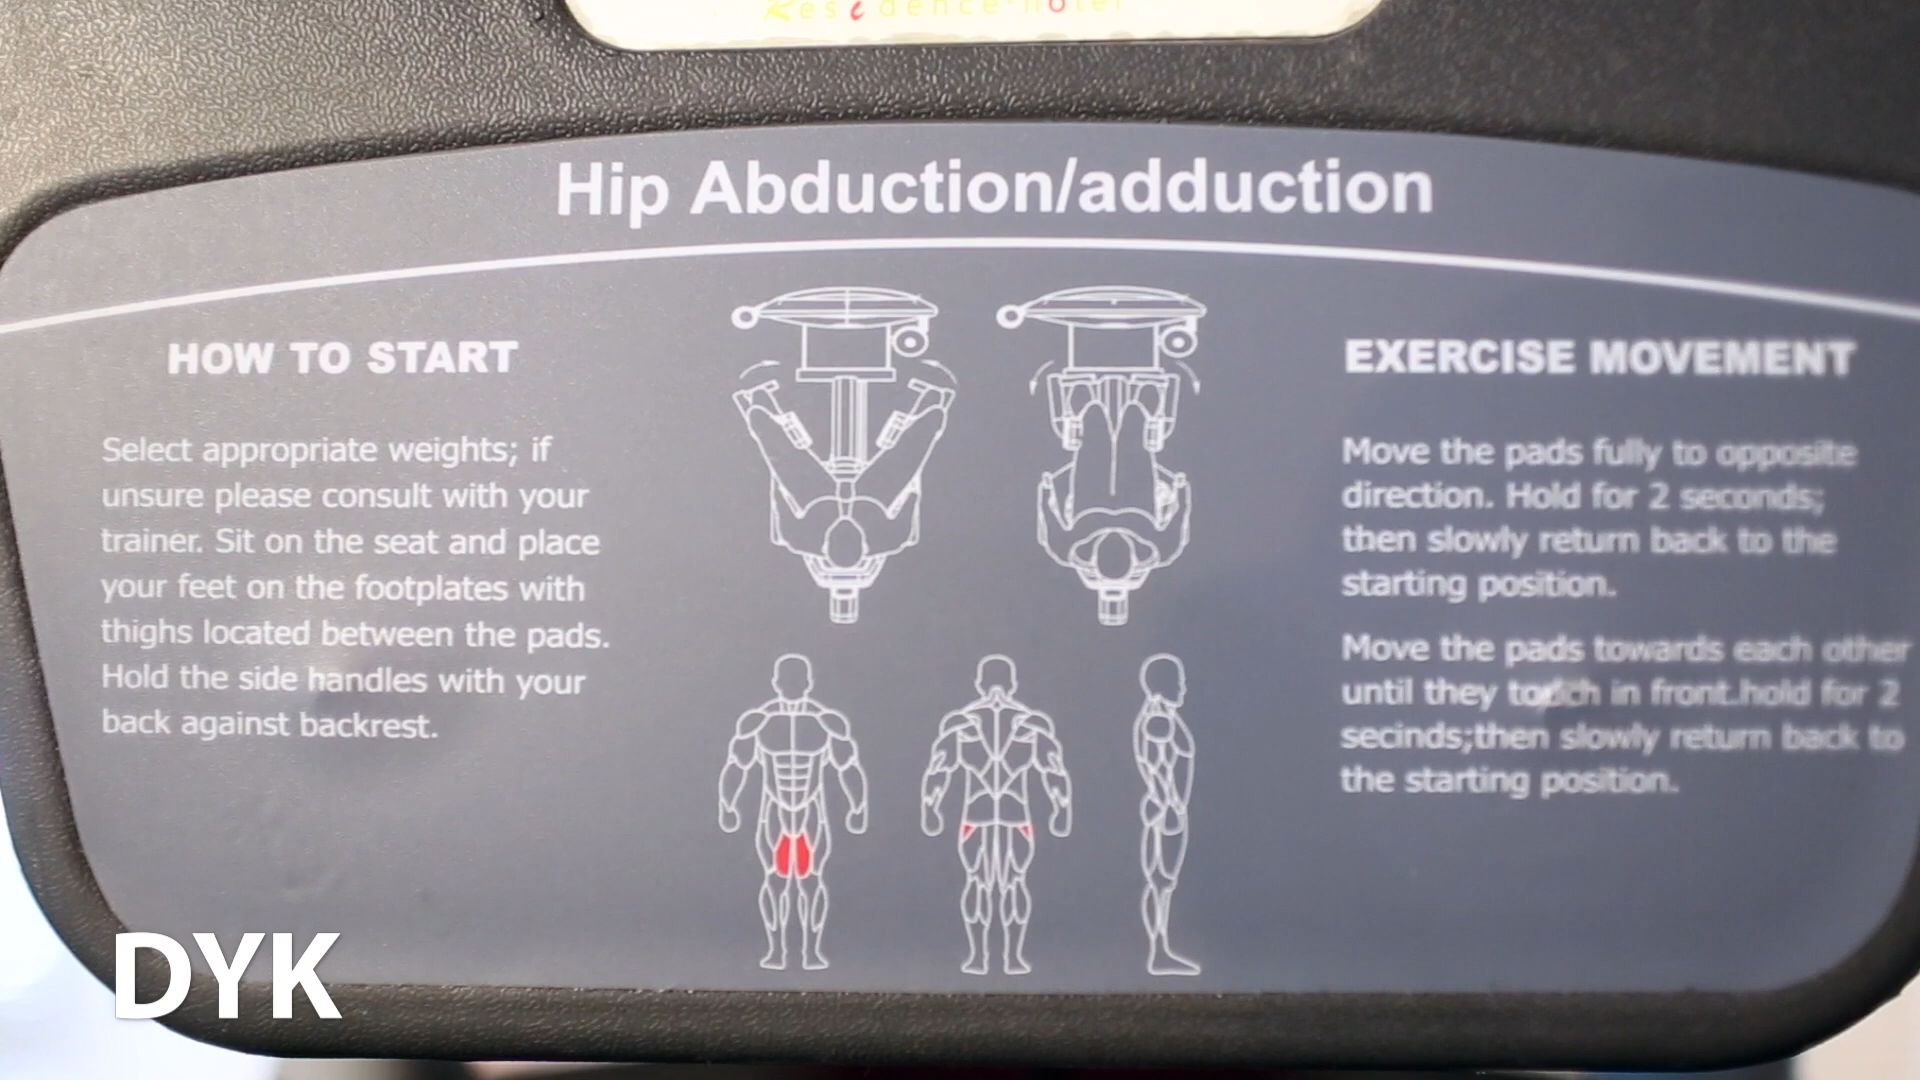 Residence hotel
Hip Abduction/adduction
HOW TO START
Select appropriate weights; if
unsure please consult with your
trainer. Sit on the seat and place
your feet on the footplates with
thighs located between the pads.
Hold the side handles with your
back against backrest.
EXERCISE MOVEMENT
Move the pads fully to opposite
direction. Hold for 2 seconds;
then slowly return back to the
starting position.
Move the pads towards each other
until they touch in front.hold for 2
secinds;then slowly return back to
the starting position.
DYK